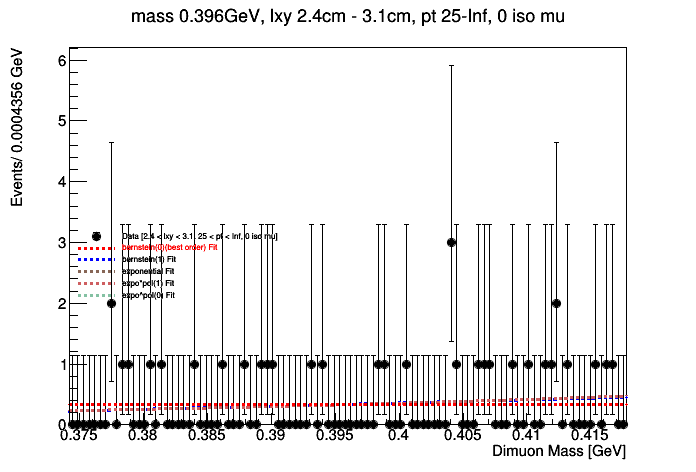 mass 0.396GeV, lxy 2.4cm - 3.1cm, pt 25-Inf, 0 iso mu
Events/ 0.0004356 GeV
6
5
4
3
2
1
0
Data [2.4 < lxy < 3.1, 25 < pt < Inf, 0 iso mu]
bernstein(0)(best order) Fit
bernstein(1) Fit
exponential Fit
expo*pol(1) Fit
expo*pol(0) Fit
0.375 0.38 0.385 0.39 0.395 0.4 0.405 0.41 0.415
Dimuon Mass [GeV]